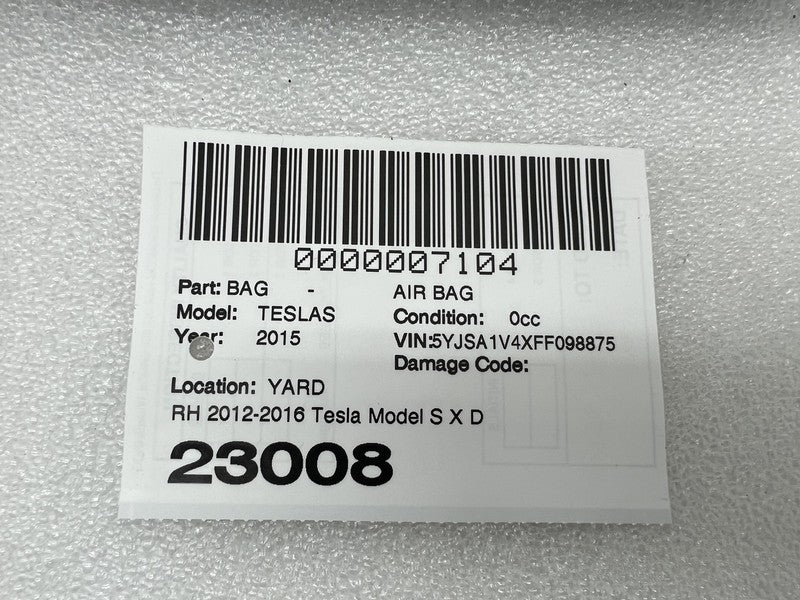 0000007104
Part: BAG - AIR BAG
Model: TESLAS Condition: 0cc
Year: 2015 VIN:5YJSA1V4XFF098875
Damage Code:
Location: YARD
RH 2012-2016 Tesla Model S X D
23008